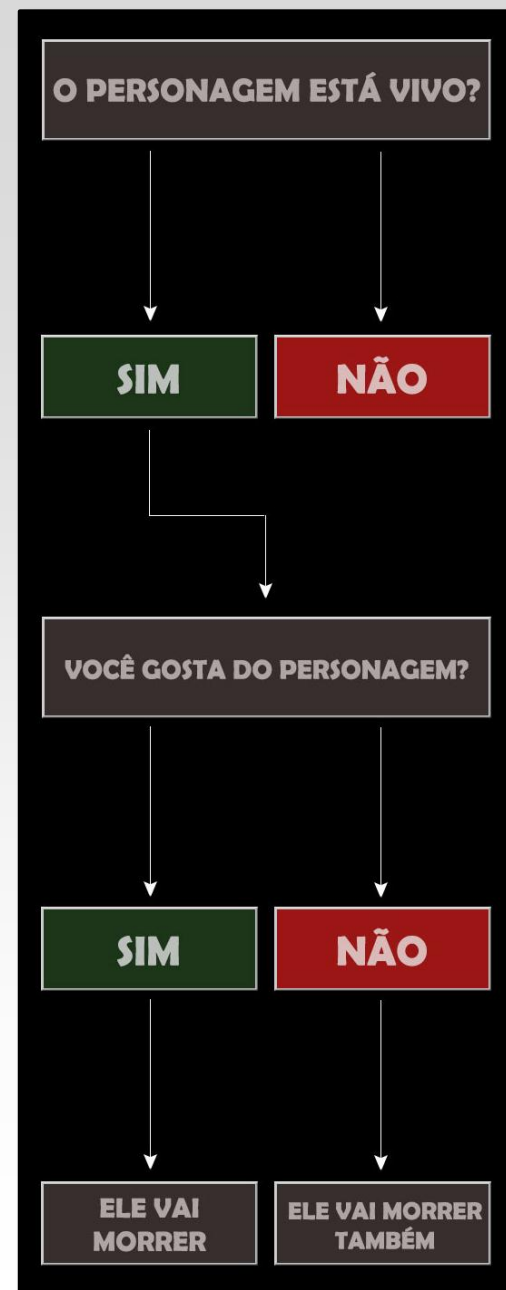 O PERSONAGEM ESTÁ VIVO?
SIM
NÃO
VOCÊ GOSTA DO PERSONAGEM?
SIM
NÃO
ELE VAI
MORRER
ELE VAI MORRER
TAMBÉM